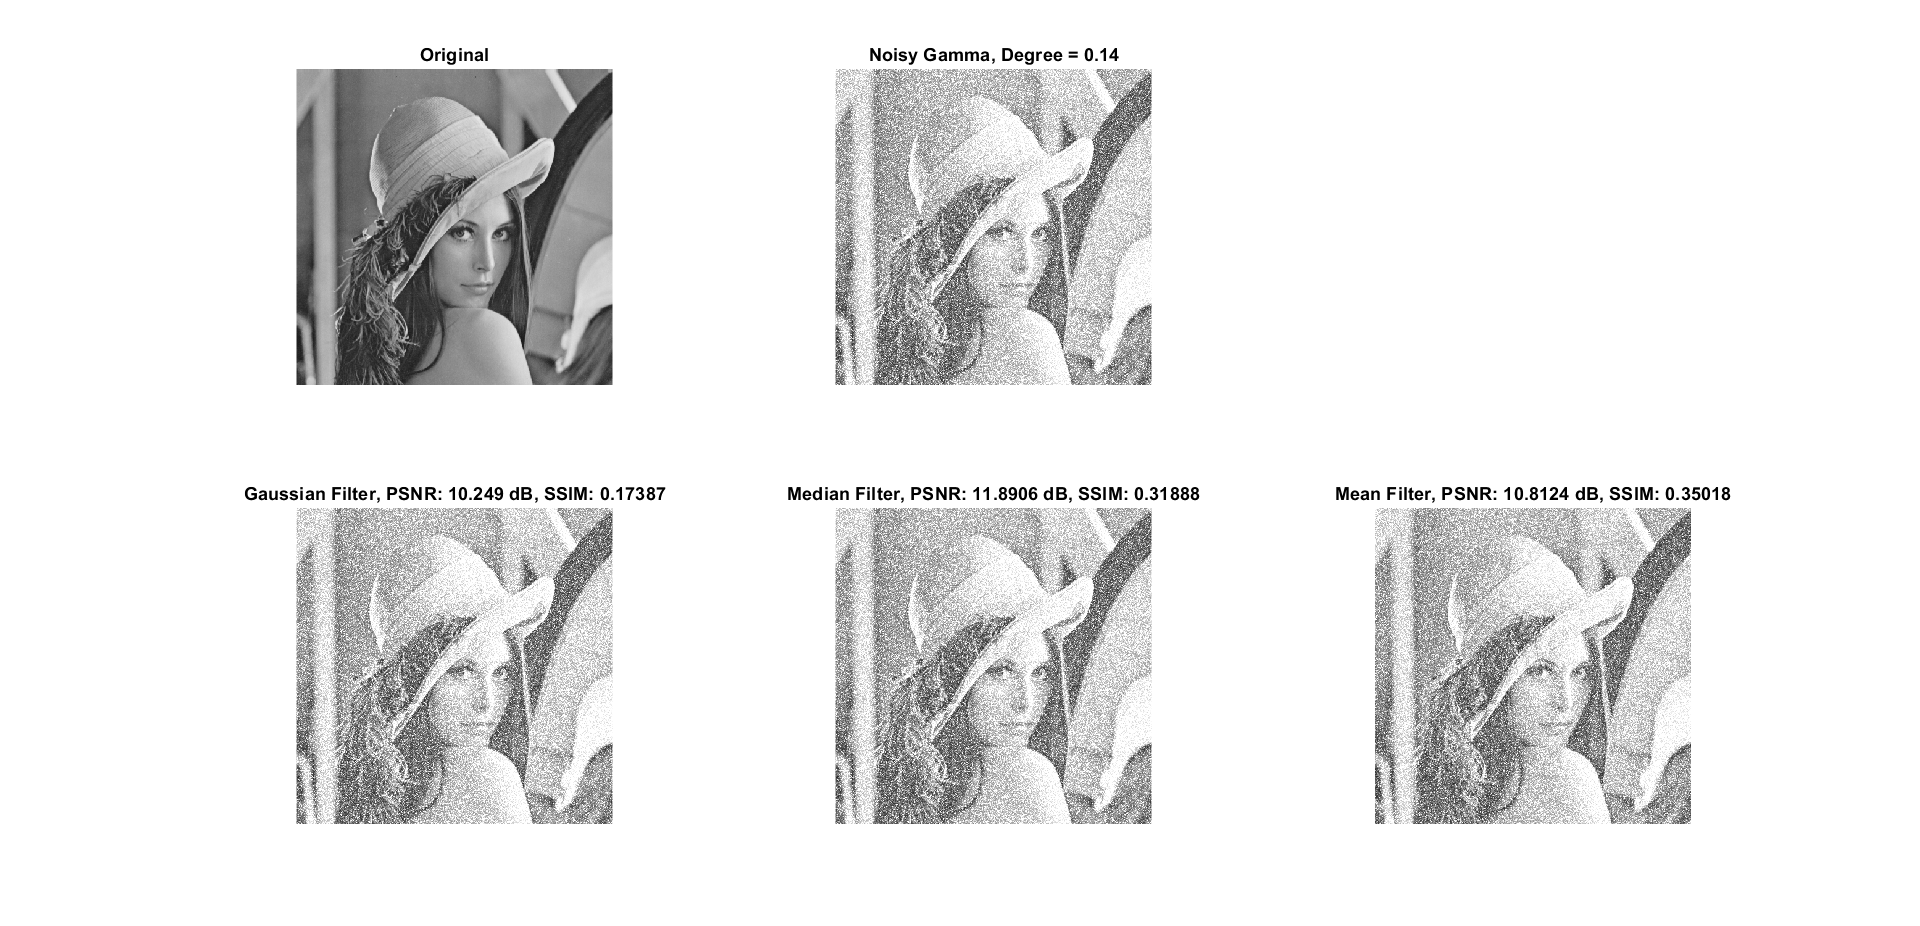 Original
Noisy Gamma, Degree = 0.14
Gaussian Filter, PSNR: 10.249 dB, SSIM: 0.17387
Median Filter, PSNR: 11.8906 dB, SSIM: 0.31888
Mean Filter, PSNR: 10.8124 dB, SSIM: 0.35018